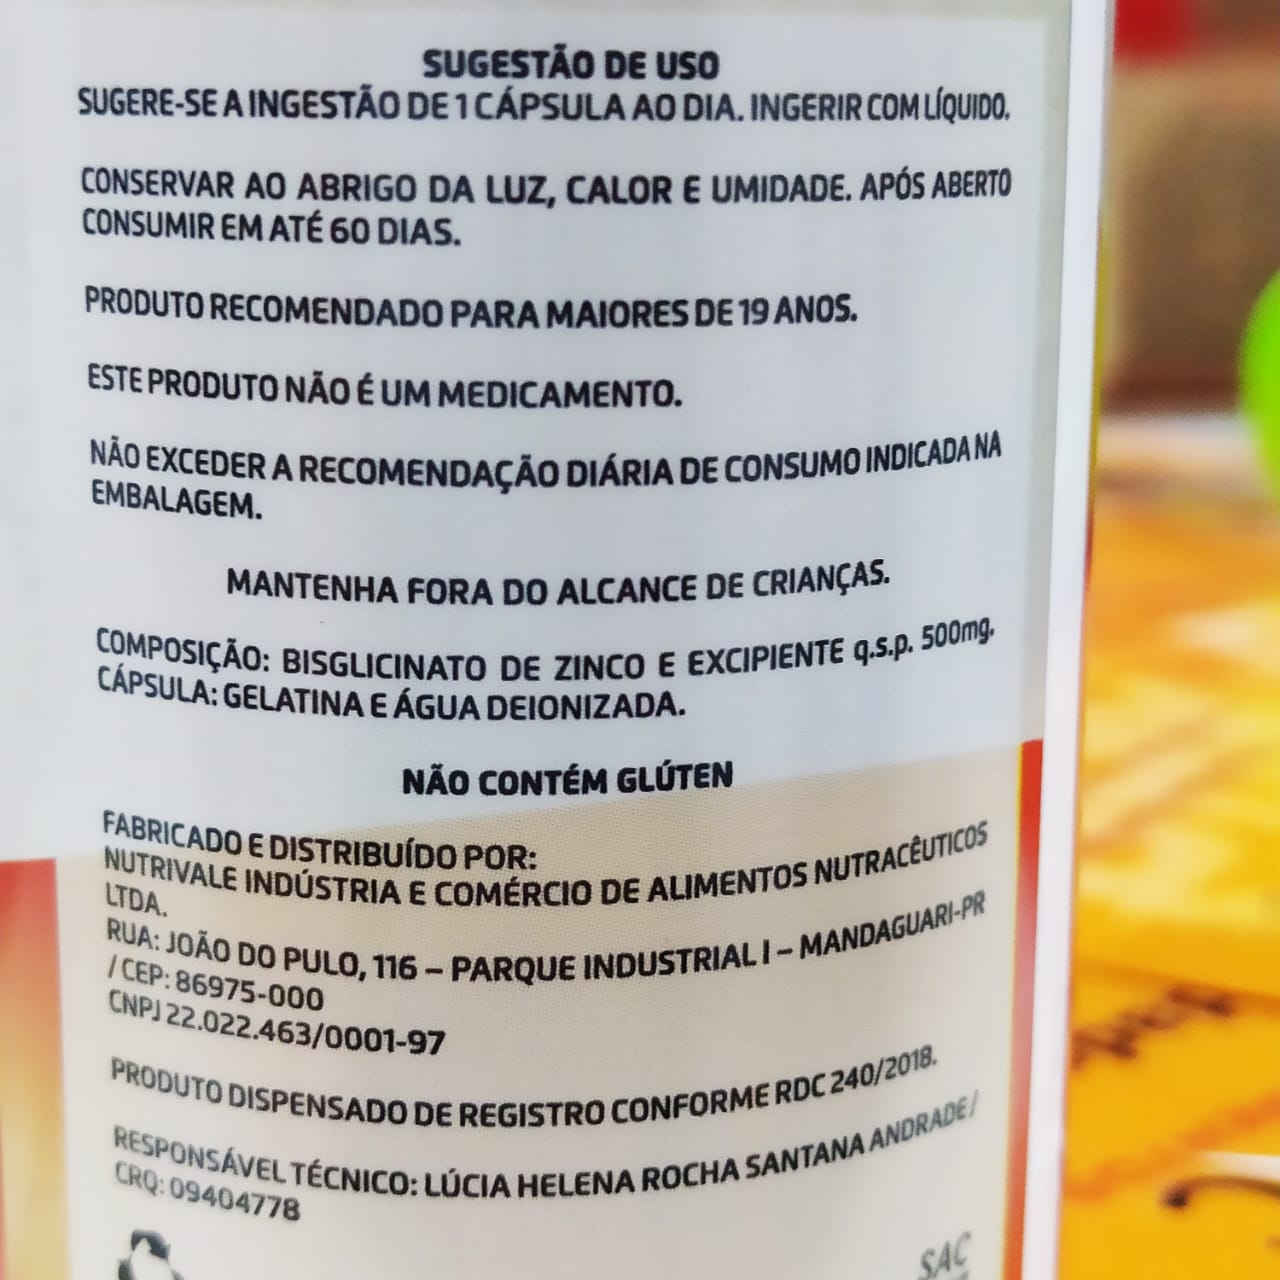 SUGESTÃO DE USO
SUGERE-SE A INGESTÃO DE 1 CÁPSULA AO DIA. INGERIR COM LÍQUIDO.
CONSERVAR AO ABRIGO DA LUZ, CALOR E UMIDADE. APÓS ABERTO
CONSUMIR EM ATÉ 60 DIAS.
PRODUTO RECOMENDADO PARA MAIORES DE 19 ANOS.
ESTE PRODUTO NÃO É UM MEDICAMENTO.
NÃO EXCEDER A RECOMENDAÇÃO DIÁRIA DE CONSUMO INDICADA NA
EMBALAGEM.
MANTENHA FORA DO ALCANCE DE CRIANÇAS.
COMPOSIÇÃO: BISGLICINATO DE ZINCO E EXCIPIENTE q.s.p. 500mg.
CÁPSULA: GELATINA E ÁGUA DEIONIZADA.
NÃO CONTÉM GLÚTEN
FABRICADO E DISTRIBUÍDO POR:
NUTRIVALE INDÚSTRIA E COMÉRCIO DE ALIMENTOS NUTRACÊUTICOS
LTDA.
RUA: JOÃO DO PULO, 116 – PARQUE INDUSTRIAL I – MANDAGUARI-PR
/ CEP: 86975-000
CNPJ 22.022.463/0001-97
PRODUTO DISPENSADO DE REGISTRO CONFORME RDC 240/2018.
RESPONSÁVEL TÉCNICO: LÚCIA HELENA ROCHA SANTANA ANDRADE /
CRQ: 09404778
SAC